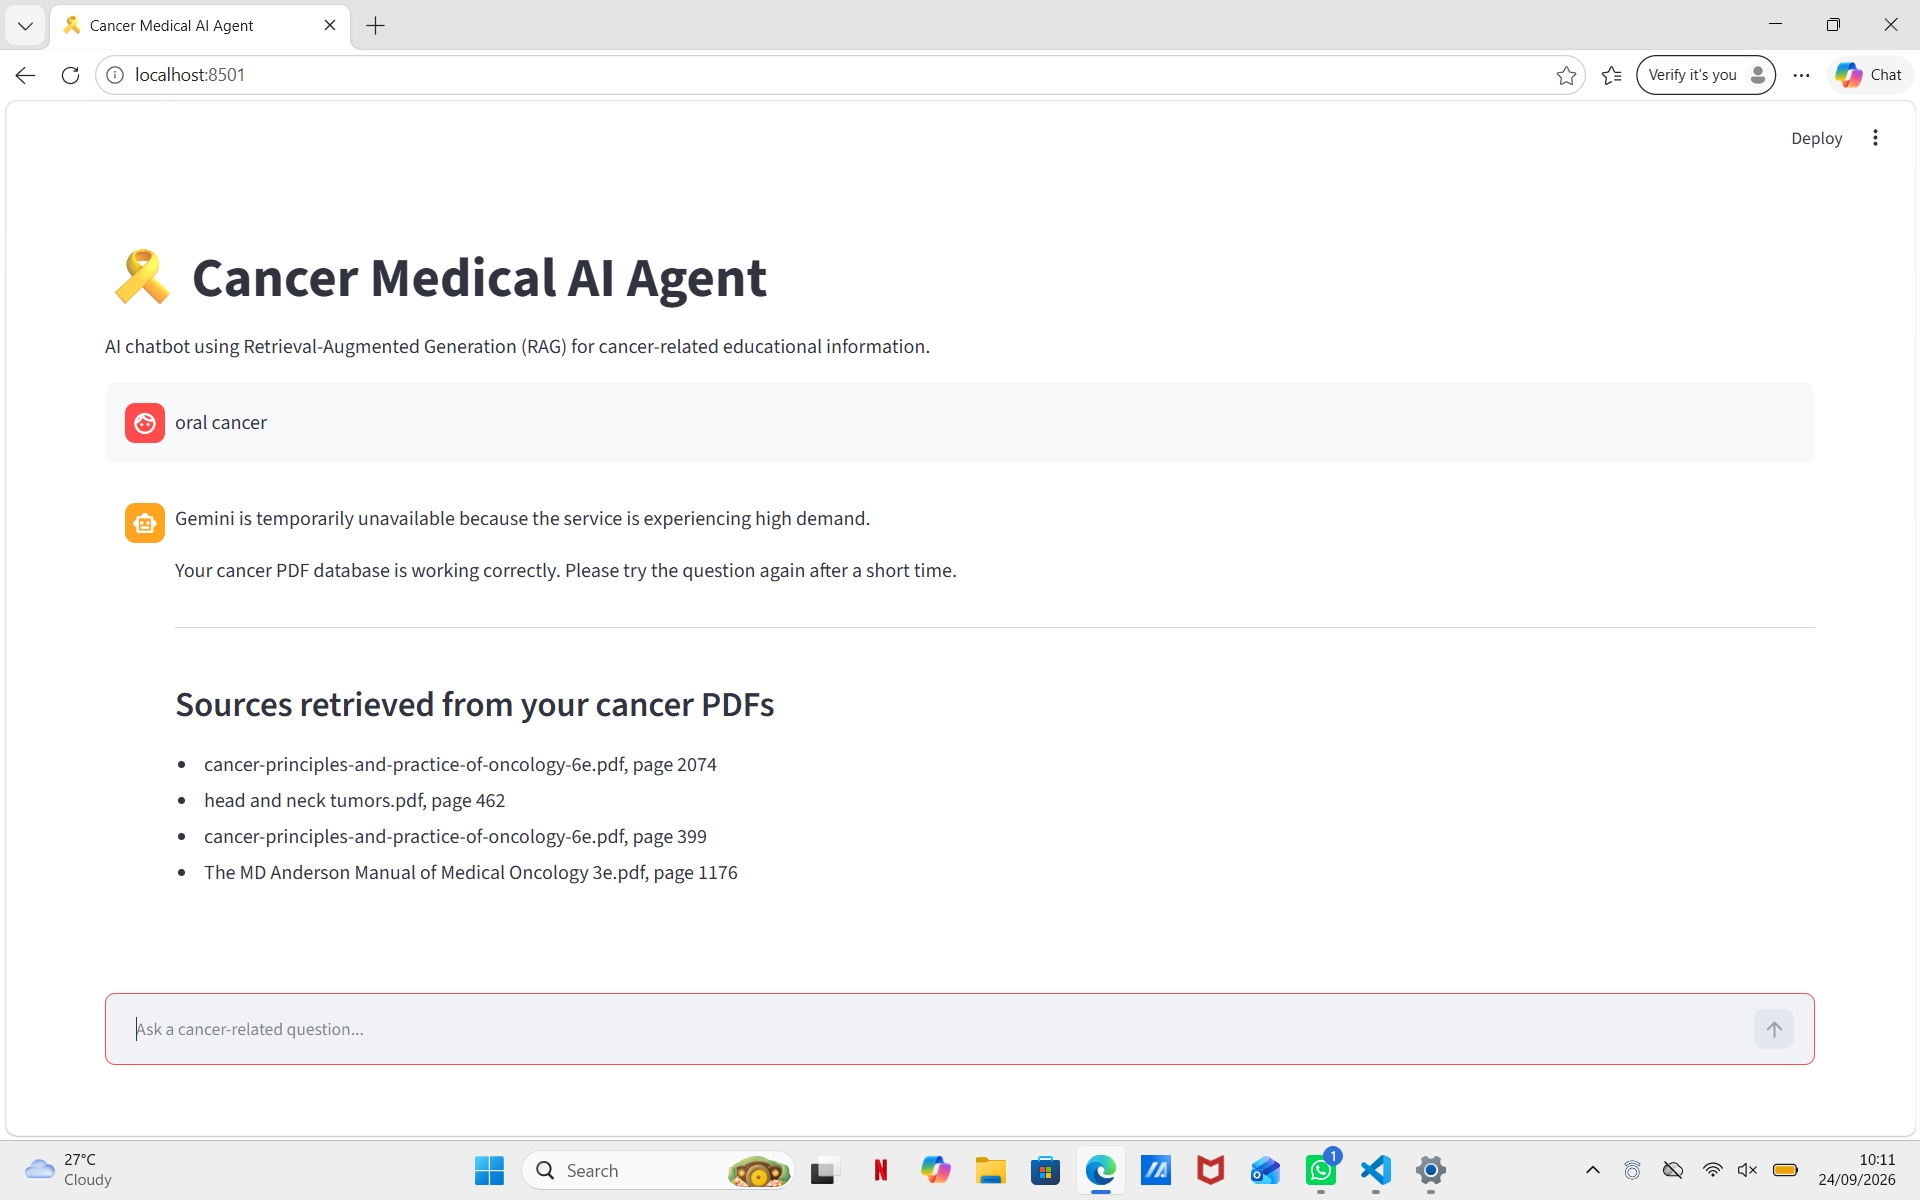 Cancer Medical AI Agent
localhost:8501
Verify it's you
Chat
Deploy
Cancer Medical AI Agent
AI chatbot using Retrieval-Augmented Generation (RAG) for cancer-related educational information.
oral cancer
Gemini is temporarily unavailable because the service is experiencing high demand.
Your cancer PDF database is working correctly. Please try the question again after a short time.
Sources retrieved from your cancer PDFs
• cancer-principles-and-practice-of-oncology-6e.pdf, page 2074
• head and neck tumors.pdf, page 462
• cancer-principles-and-practice-of-oncology-6e.pdf, page 399
• The MD Anderson Manual of Medical Oncology 3e.pdf, page 1176
Ask a cancer-related question...
27°C
Cloudy
Search
N
1
10:11
24/09/2026